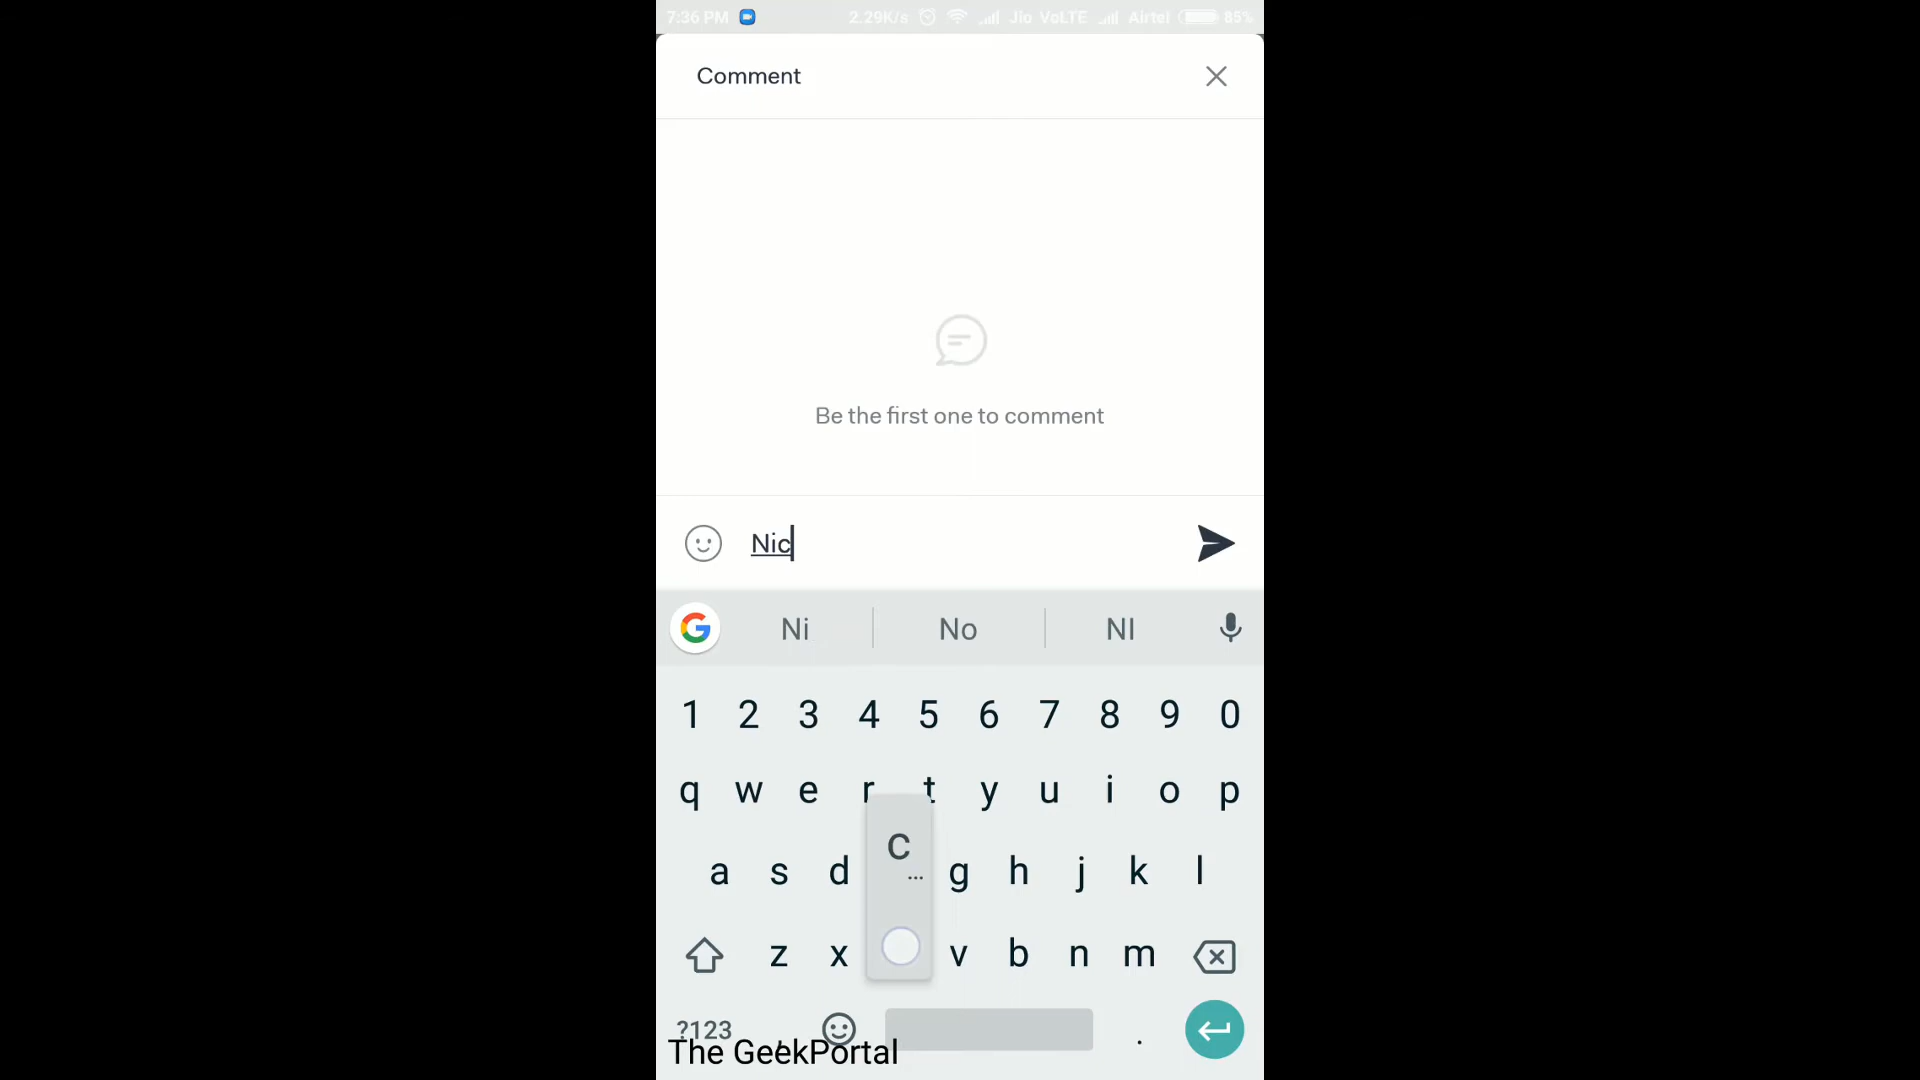 7:36 PM 2.29K/s Jio VoLTE Airtel 85%
Comment
Be the first one to comment
Nic
Ni No NI
1 2 3 4 5 6 7 8 9 0
q w e r t y u i o p
a s d g h j k l
C
...
z x v b n m
?123 , .
The GeekPortal